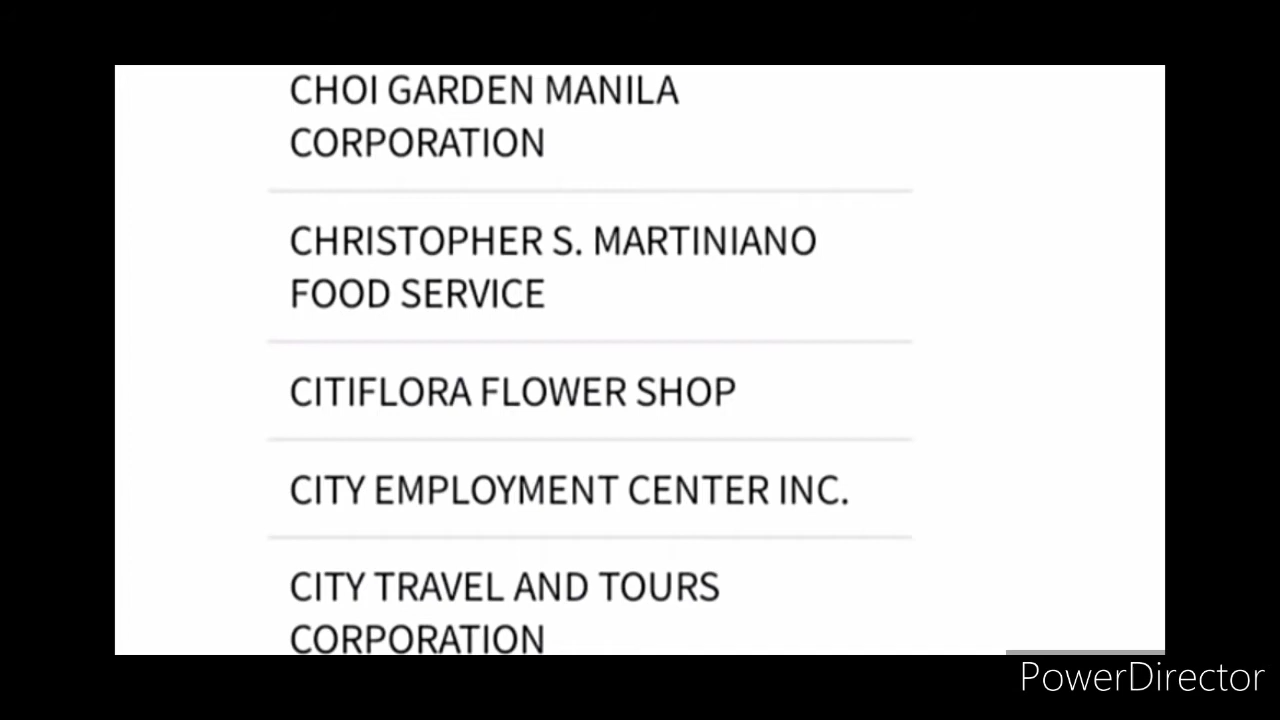 CHOI GARDEN MANILA
CORPORATION
CHRISTOPHER S. MARTINIANO
FOOD SERVICE
CITIFLORA FLOWER SHOP
CITY EMPLOYMENT CENTER INC.
CITY TRAVEL AND TOURS
CORPORATION
PowerDirector